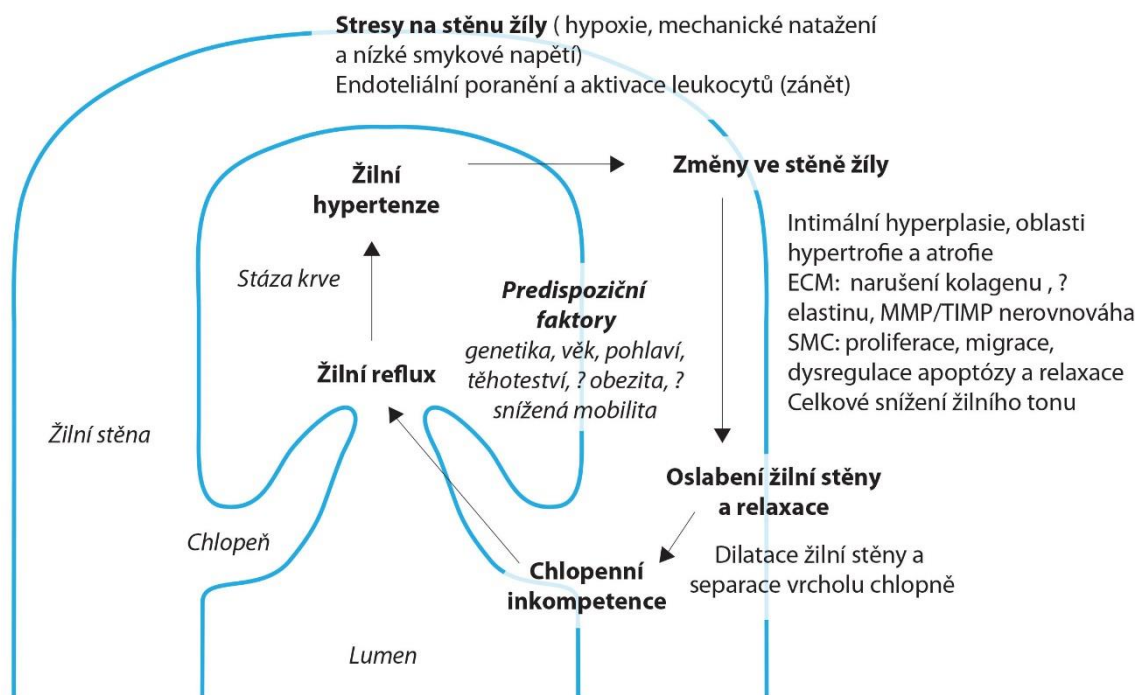 Stresy na stěnu žíly ( hypoxie, mechanické natažení
a nízké smykové napětí)
Endoteliální poranění a aktivace leukocytů (zánět)
Žilní
hypertenze
Změny ve stěně žíly
Intimální hyperplasie, oblasti
hypertrofie a atrofie
ECM: narušení kolagenu , ?
elastinu, MMP/TIMP nerovnováha
SMC: proliferace, migrace,
dysregulace apoptózy a relaxace
Celkové snížení žilního tonu
Stáza krve
Predispoziční
faktory
genetika, věk, pohlaví,
těhoteství, ? obezita, ?
snížená mobilita
Žilní reflux
Žilní stěna
Oslabení žilní stěny
a relaxace
Chlopeň
Dilatace žilní stěny a
separace vrcholu chlopně
Chlopenní
inkompetence
Lumen